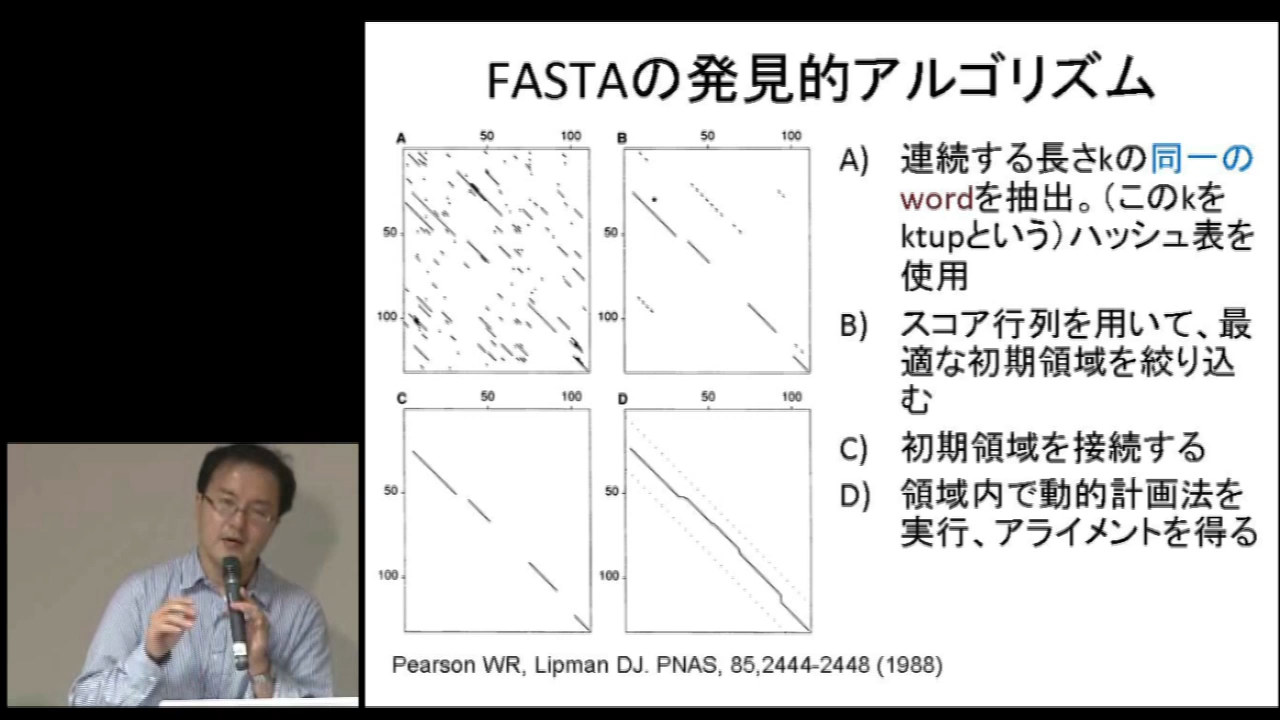 FASTAの発見的アルゴリズム
A 50 100
50
100
B 50 100
50
100
C 50 100
50
100
D 50 100
50
100
A) 連続する長さkの同一の
wordを抽出。（このkを
ktupという）ハッシュ表を
使用
B) スコア行列を用いて、最
適な初期領域を絞り込
む
C) 初期領域を接続する
D) 領域内で動的計画法を
実行、アライメントを得る
Pearson WR, Lipman DJ. PNAS, 85,2444-2448 (1988)